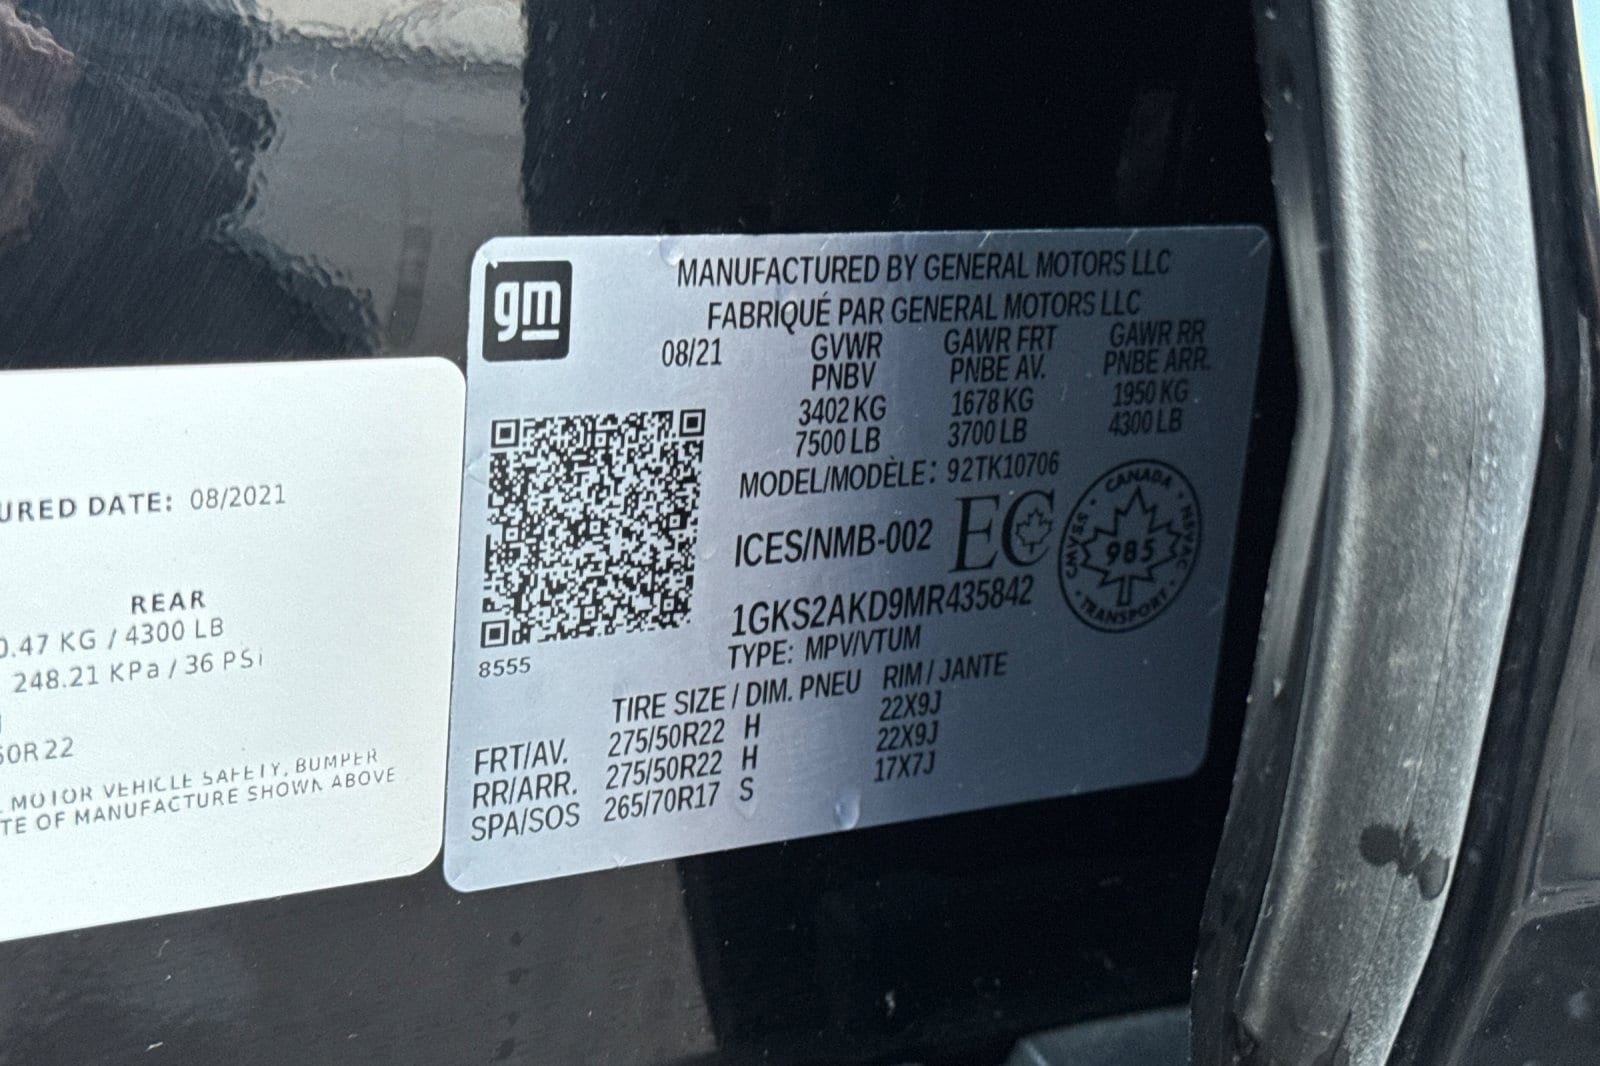 gm
MANUFACTURED BY GENERAL MOTORS LLC
FABRIQUÉ PAR GENERAL MOTORS LLC
08/21 GVWR GAWR FRT GAWR RR
PNBV PNBE AV. PNBE ARR.
3402 KG 1678 KG 1950 KG
7500 LB 3700 LB 4300 LB
MODEL/MODÈLE: 92TK10706
ICES/NMB-002 EC
CANADA
CMVSS 985 NSVAC
TRANSPORT
1GKS2AKD9MR435842
TYPE: MPV/VTUM
8555
TIRE SIZE / DIM. PNEU RIM / JANTE
FRT/AV. 275/50R22 H 22X9J
RR/ARR. 275/50R22 H 22X9J
SPA/SOS 265/70R17 S 17X7J
URED DATE: 08/2021
REAR
0.47 KG / 4300 LB
248.21 KPa / 36 PSi
50R22
MOTOR VEHICLE SAFETY, BUMPER
TE OF MANUFACTURE SHOWN ABOVE